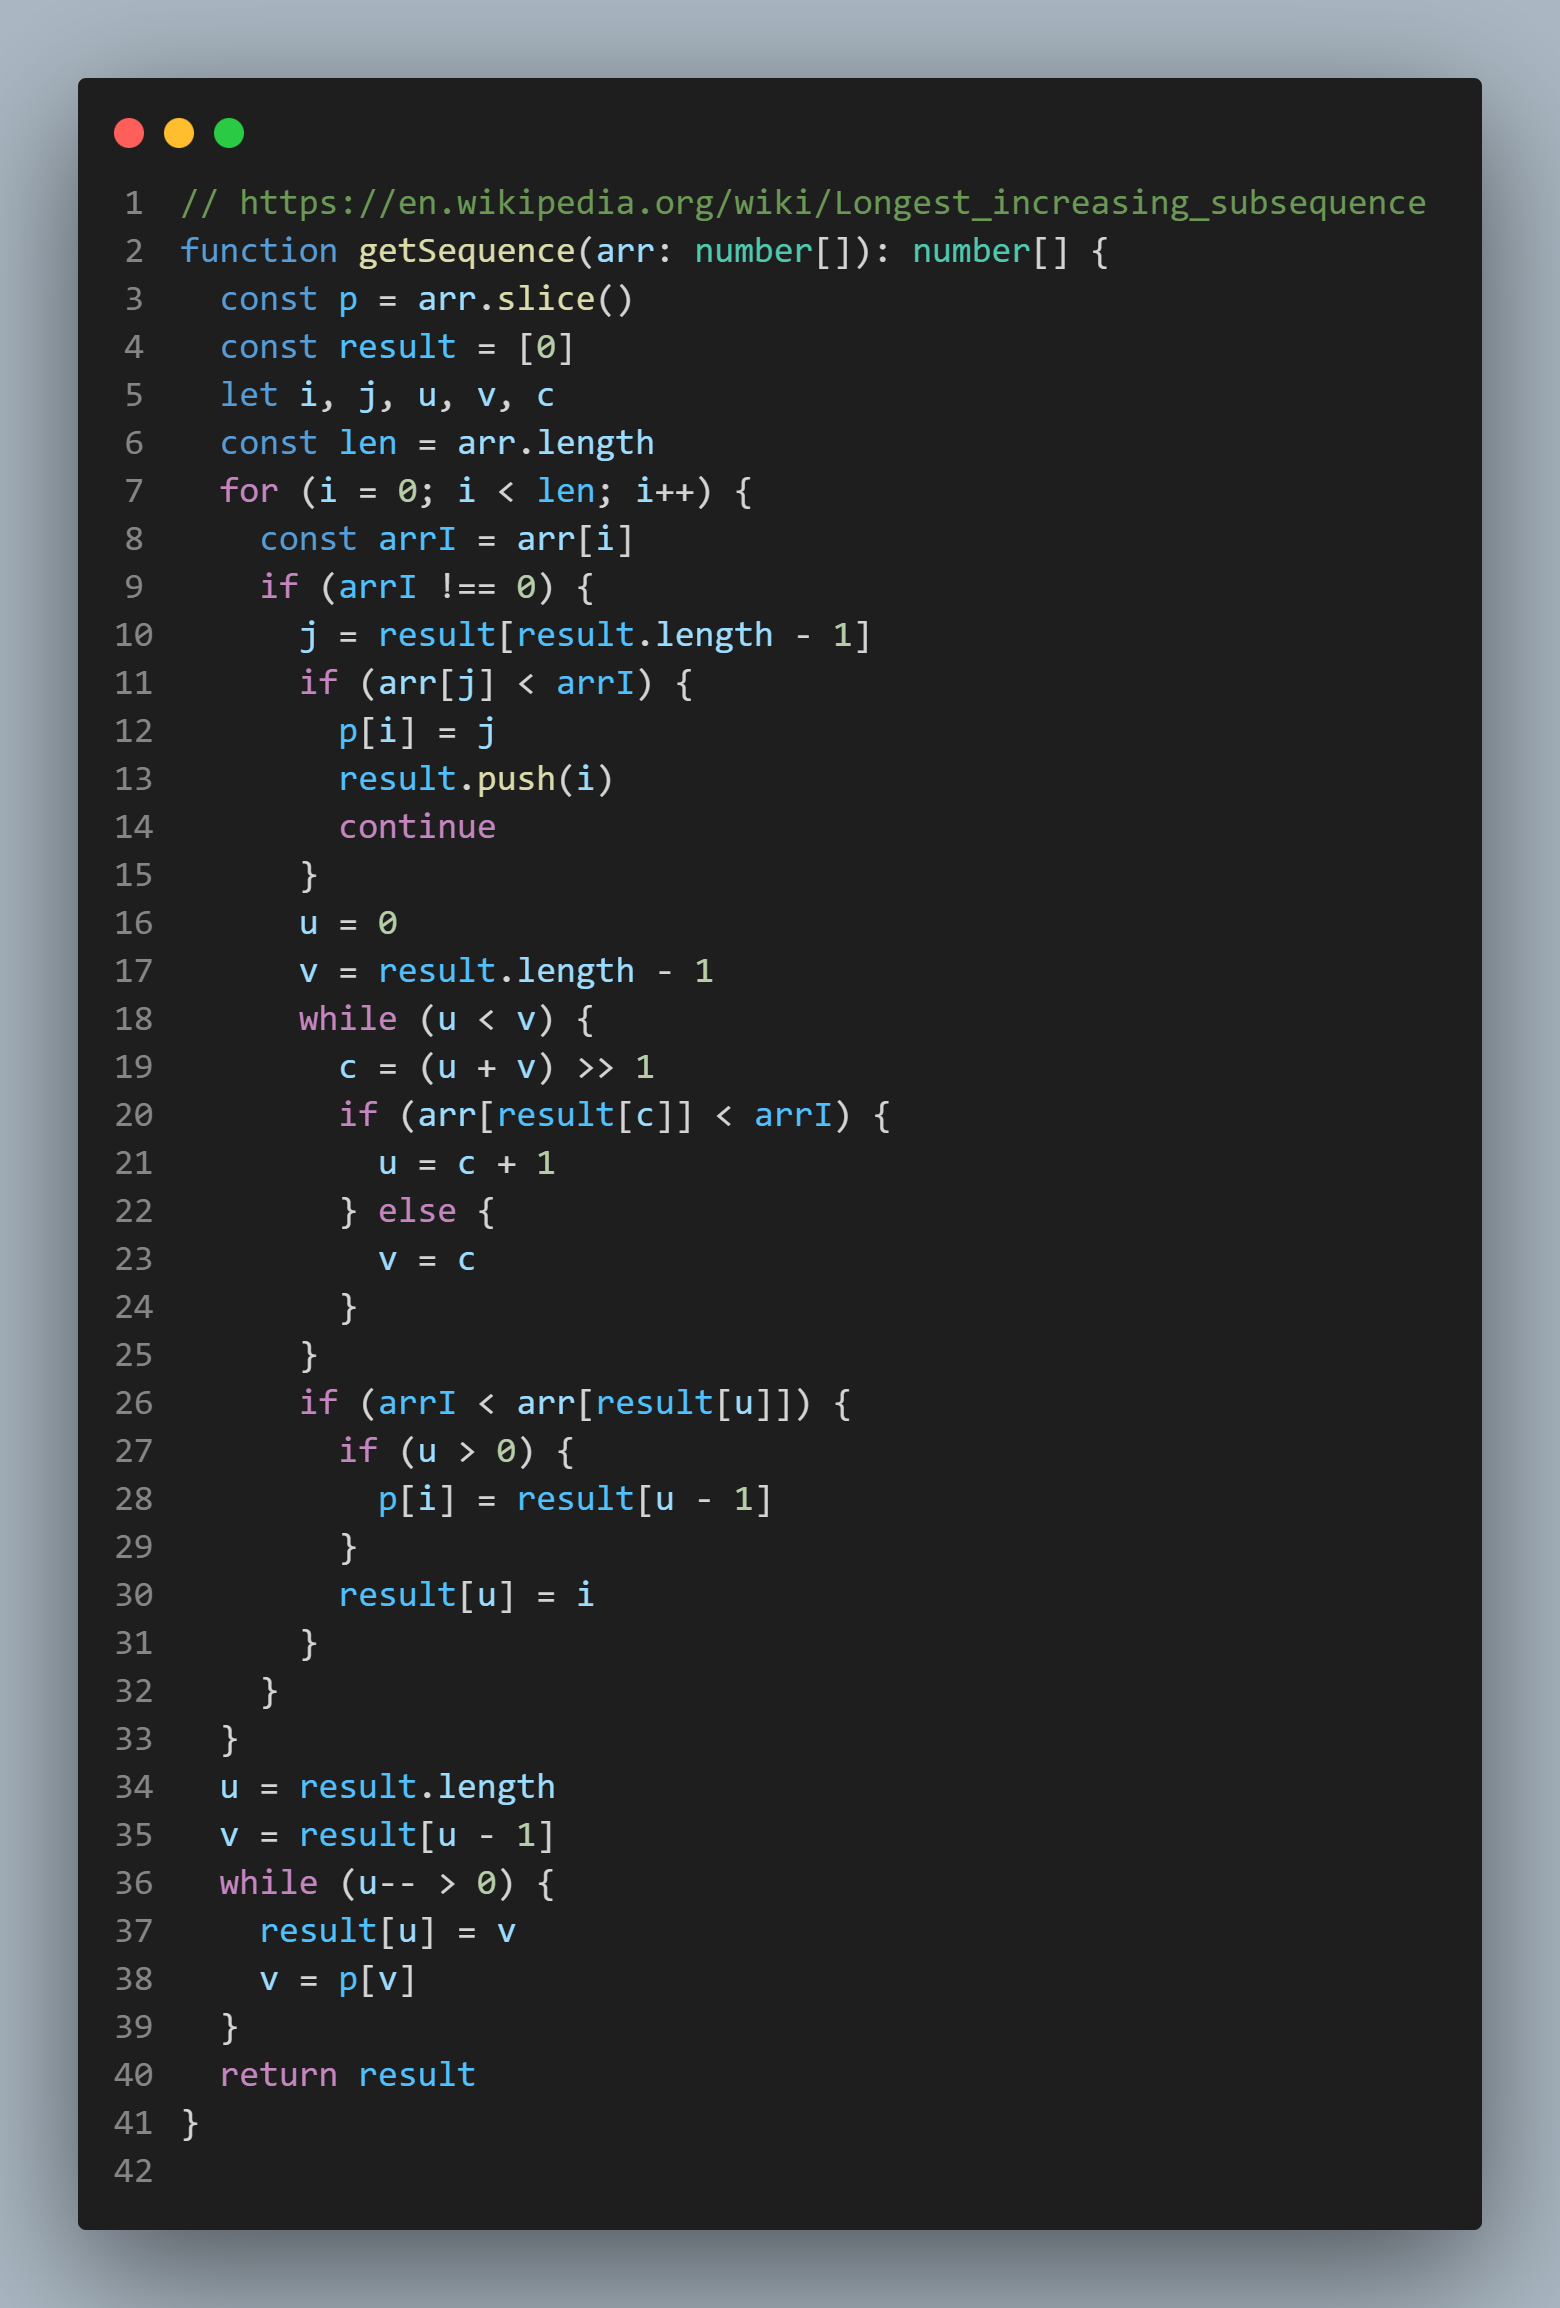 1 // https://en.wikipedia.org/wiki/Longest_increasing_subsequence
2 function getSequence(arr: number[]): number[] {
3   const p = arr.slice()
4   const result = [0]
5   let i, j, u, v, c
6   const len = arr.length
7   for (i = 0; i < len; i++) {
8     const arrI = arr[i]
9     if (arrI !== 0) {
10       j = result[result.length - 1]
11       if (arr[j] < arrI) {
12         p[i] = j
13         result.push(i)
14         continue
15       }
16       u = 0
17       v = result.length - 1
18       while (u < v) {
19         c = (u + v) >> 1
20         if (arr[result[c]] < arrI) {
21           u = c + 1
22         } else {
23           v = c
24         }
25       }
26       if (arrI < arr[result[u]]) {
27         if (u > 0) {
28           p[i] = result[u - 1]
29         }
30         result[u] = i
31       }
32     }
33   }
34   u = result.length
35   v = result[u - 1]
36   while (u-- > 0) {
37     result[u] = v
38     v = p[v]
39   }
40   return result
41 }
42